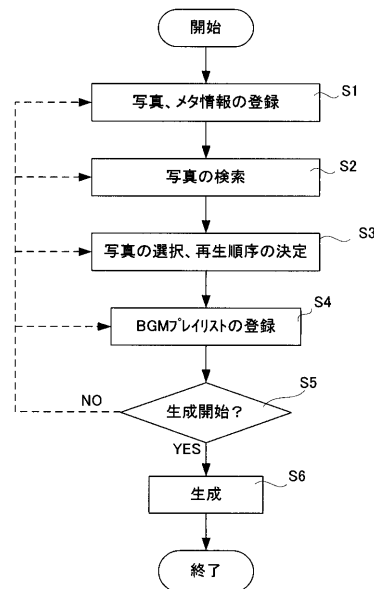 開始
写真、メタ情報の登録
S1
写真の検索
S2
写真の選択、再生順序の決定
S3
BGMﾌﾟﾚｲﾘｽﾄの登録
S4
生成開始？
S5
NO
YES
生成
S6
終了